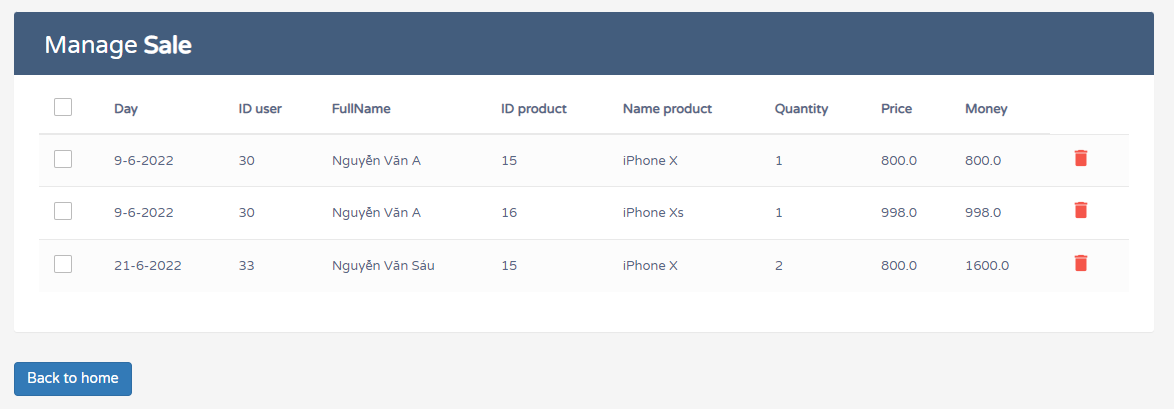 Manage Sale
Day ID user FullName ID product Name product Quantity Price Money
9-6-2022 30 Nguyễn Văn A 15 iPhone X 1 800.0 800.0
9-6-2022 30 Nguyễn Văn A 16 iPhone Xs 1 998.0 998.0
21-6-2022 33 Nguyễn Văn Sáu 15 iPhone X 2 800.0 1600.0
Back to home